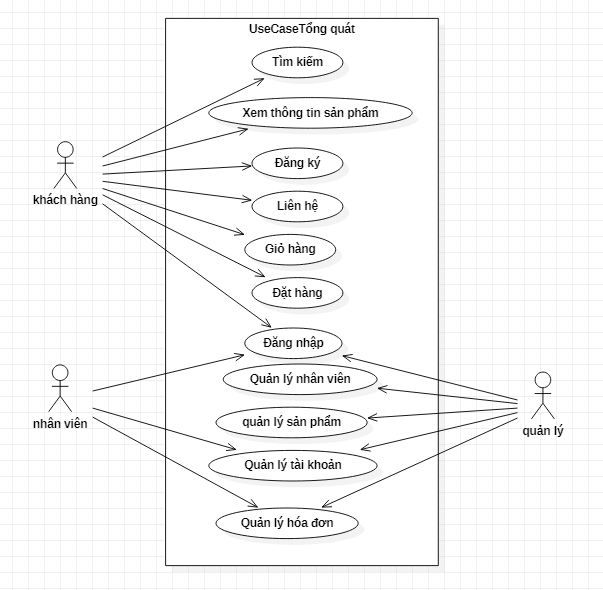 UseCaseTổng quát
Tìm kiếm
Xem thông tin sản phẩm
Đăng ký
khách hàng
Liên hệ
Giỏ hàng
Đặt hàng
Đăng nhập
Quản lý nhân viên
nhân viên
quản lý sản phẩm
quản lý
Quản lý tài khoản
Quản lý hóa đơn